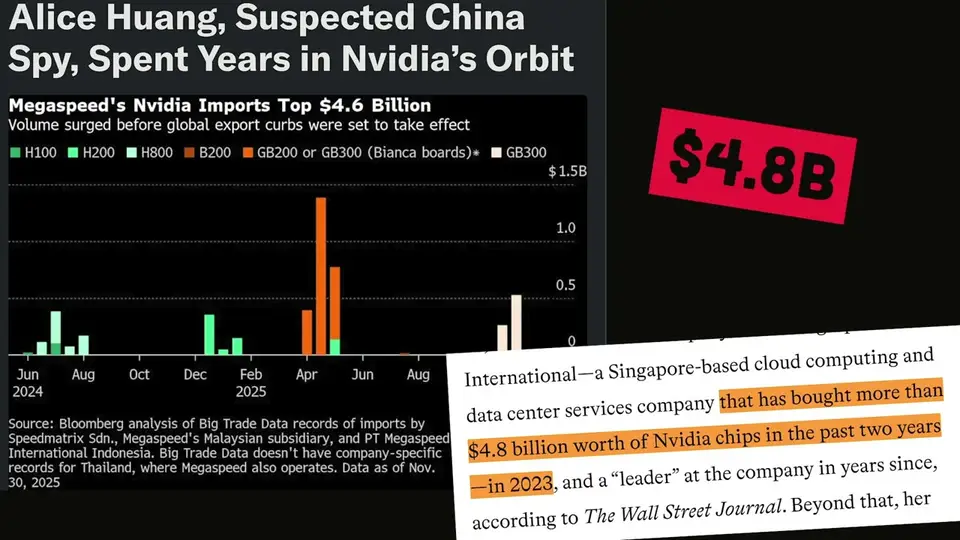 Alice Huang, Suspected China
Spy, Spent Years in Nvidia's Orbit
Megaspeed's Nvidia Imports Top $4.6 Billion
Volume surged before global export curbs were set to take effect
H100 H200 H800 B200 GB200 or GB300 (Bianca boards)* GB300
$1.5B
1.0
0.5
0
Jun Aug Oct Dec Feb Apr Jun Aug
2024 2025
Source: Bloomberg analysis of Big Trade Data records of imports by
Speedmatrix Sdn., Megaspeed's Malaysian subsidiary, and PT Megaspeed
International Indonesia. Big Trade Data doesn't have company-specific
records for Thailand, where Megaspeed also operates. Data as of Nov.
30, 2025
$4.8B
International—a Singapore-based cloud computing and
data center services company that has bought more than
$4.8 billion worth of Nvidia chips in the past two years
—in 2023, and a “leader” at the company in years since,
according to The Wall Street Journal. Beyond that, her